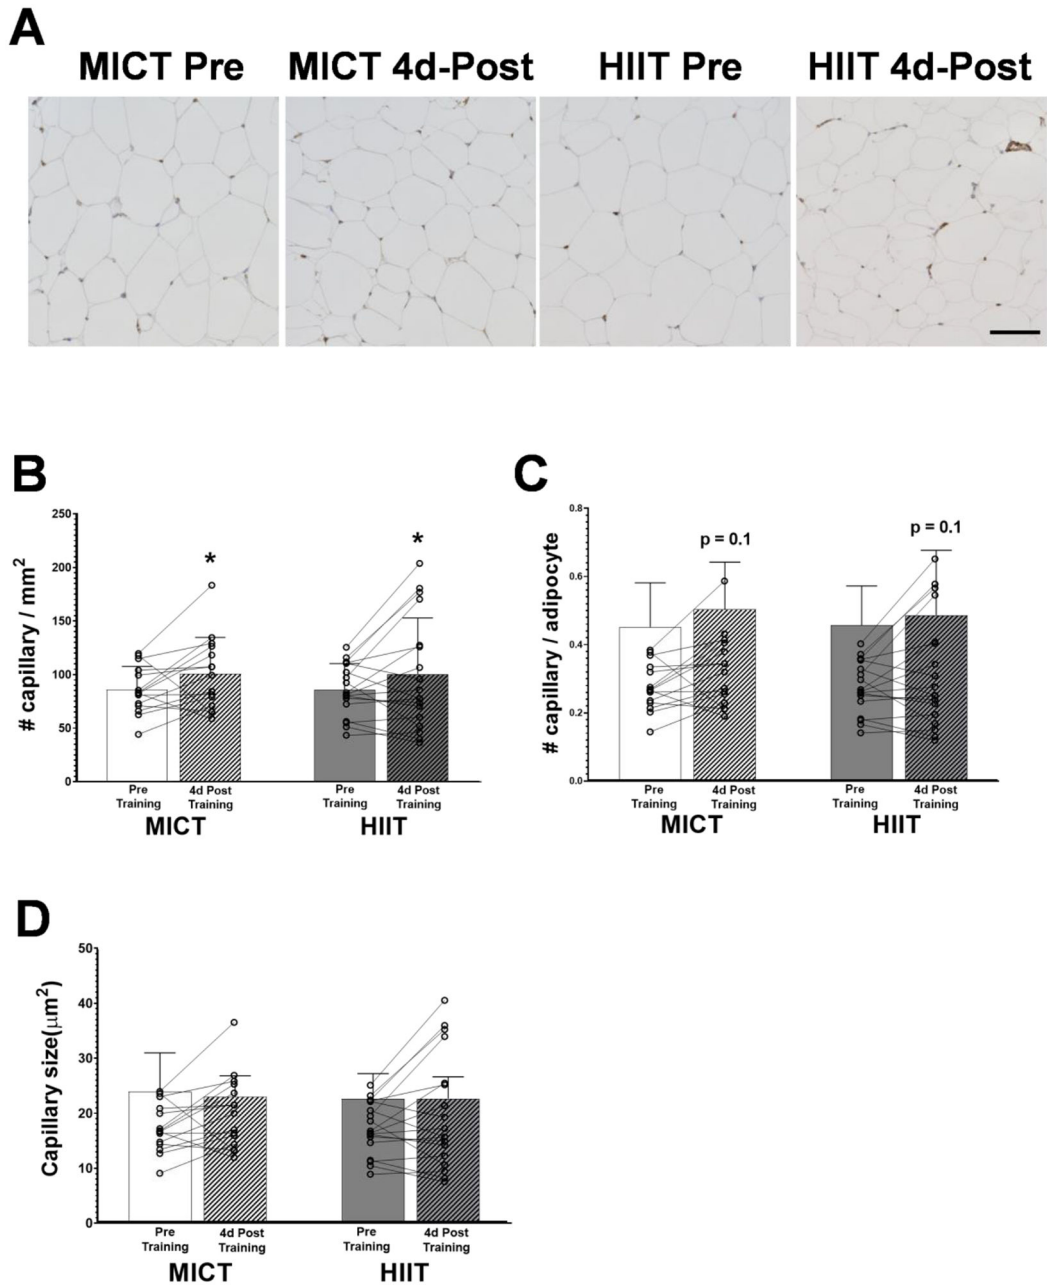 A
MICT Pre MICT 4d-Post HIIT Pre HIIT 4d-Post
B
# capillary / mm²
250
200
150
100
50
0
*
*
Pre Training
4d Post Training
Pre Training
4d Post Training
MICT
HIIT
C
# capillary / adipocyte
0.8
0.6
0.4
0.2
0.0
p = 0.1
p = 0.1
Pre Training
4d Post Training
Pre Training
4d Post Training
MICT
HIIT
D
Capillary size(μm²)
50
40
30
20
10
0
Pre Training
4d Post Training
Pre Training
4d Post Training
MICT
HIIT